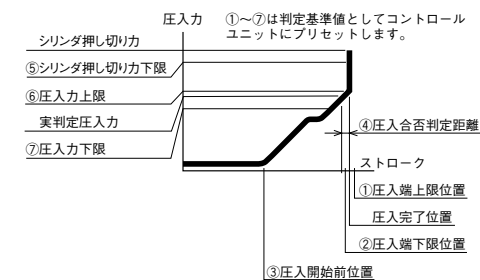 圧入力
①～⑦は判定基準値としてコントロール
ユニットにプリセットします。
シリンダ押し切り力
⑤シリンダ押し切り力下限
⑥圧入力上限
実判定圧入力
⑦圧入力下限
④圧入合否判定距離
ストローク
①圧入端上限位置
圧入完了位置
②圧入端下限位置
③圧入開始前位置